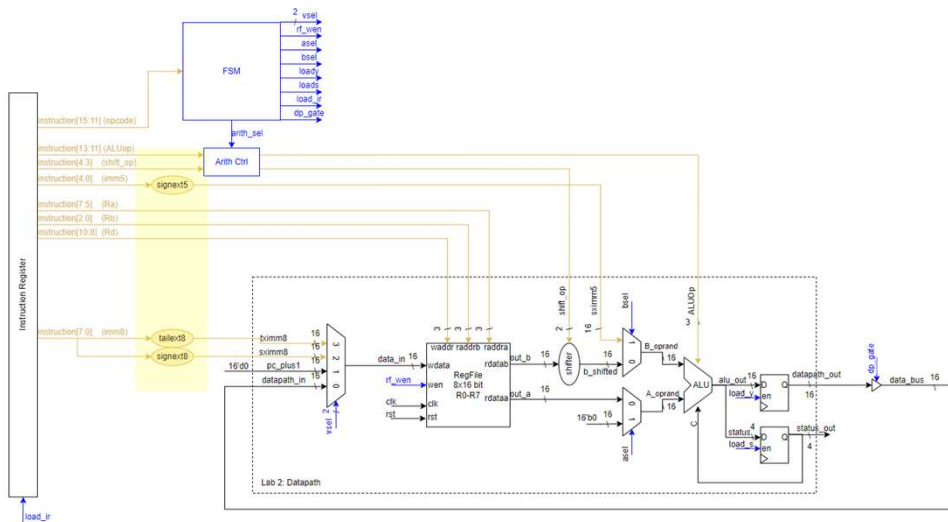 2
vsel
rf_wen
asel
bsel
loady
loads
load_ir
dp_gate
FSM
arith_sel
Arith Ctrl
Instruction Register
instruction[15:11] (opcode)
instruction[13:11] (ALUop)
instruction[4:3] (shift_op)
instruction[4:0] (imm5)
signext5
instruction[7:5] (Ra)
instruction[2:0] (Rb)
instruction[10:8] (Rd)
instruction[7:0] (imm8)
tailext8
signext8
tximm8
16
sximm8
16
16'd0
pc_plus1
16
datapath_in
16
3
2
1
0
2
vsel
data_in
16
rf_wen
clk
rst
3
3
3
waddr
raddrb
raddra
wdata
wen
clk
rst
RegFile
8x16 bit
R0-R7
rdatab
rdataa
out_b
16
out_a
16
shift_op
2
shifter
sximm5
16
b_shifted
16
bsel
1
0
B_oprand
16
16'b0
16
0
1
asel
A_oprand
16
ALUOp
3
ALU
C
alu_out
16
D
Q
en
load_y
datapath_out
16
status
4
D
Q
en
load_s
status_out
4
dp_gate
data_bus
16
Lab 2: Datapath
load_ir